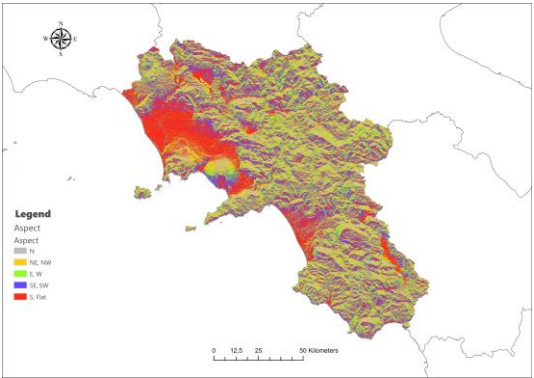 N
W E
S
Legend
Aspect
Aspect
N
NE, NW
E, W
SE, SW
S, Flat
0 12,5 25 50 Kilometers